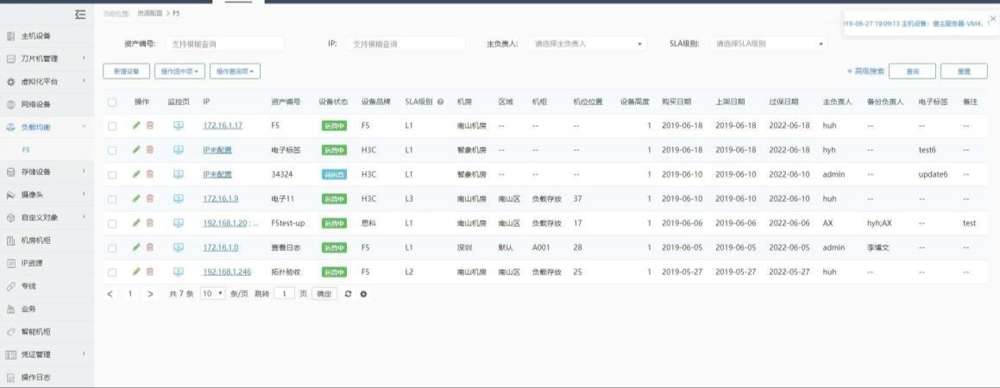 当前位置: 资源配置 > F5
019-06-27 19:09:13 主机设备: 宿主服务器-VM4,
主机设备
刀片机管理
虚拟化平台
网络设备
负载均衡
F5
存储设备
摄像头
自定义对象
机房机柜
IP资源
专线
业务
智能机柜
凭证管理
操作日志
资产编号: 支持模糊查询 IP: 支持模糊查询 主负责人: 请选择主负责人 SLA级别: 请选择SLA级别
新增设备 操作选中项 操作查询项 高级搜索 查询 重置
操作 监控页 IP 资产编号 设备状态 设备品牌 SLA级别 机房 区域 机柜 机位位置 设备高度 购买日期 上架日期 过保日期 主负责人 备份负责人 电子标签 备注
172.16.1.17 F5 运营中 F5 L1 南山机房 -- -- -- 1 2019-06-18 2019-06-18 2022-06-18 huh -- -- --
IP未配置 电子标签 运营中 H3C L1 智象机房 -- -- -- 1 2019-06-18 2019-06-18 2022-06-18 hyh -- test6 --
IP未配置 34324 待运营 H3C L1 智象机房 -- -- -- 1 2019-06-10 2019-06-10 2022-06-10 admin -- update6 --
172.16.1.9 电子11 运营中 H3C L3 南山机房 南山区 负载存放 37 1 2019-06-10 2019-06-10 2022-06-10 huh -- -- --
192.168.1.20 ; .. F5test-up 运营中 思科 L1 南山机房 南山区 负载存放 17 1 2019-06-06 2019-06-06 2022-06-06 AX hyh;AX -- test
172.16.1.0 查看日志 运营中 F5 L1 深圳 默认 A001 28 1 2019-06-05 2019-06-05 2022-06-05 admin 李博文 -- --
192.168.1.246 拓扑验收 运营中 F5 L2 南山机房 南山区 负载存放 25 1 2019-05-27 2019-05-27 2022-05-27 huh -- -- --
< 1 > 共 7 条 10 条/页 跳转 1 页 确定